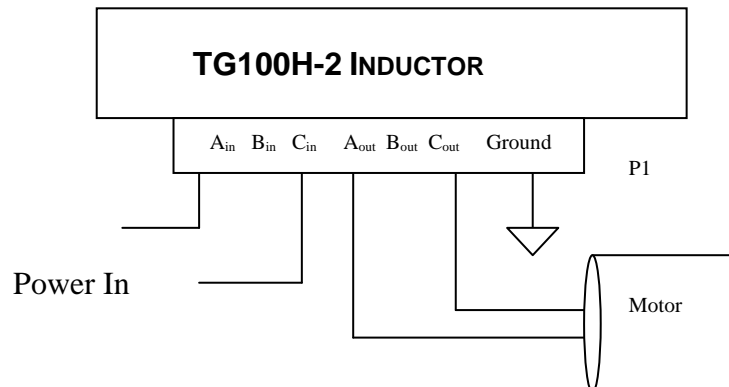 TG100H-2 INDUCTOR
Ain Bin Cin Aout Bout Cout Ground
P1
Power In
Motor